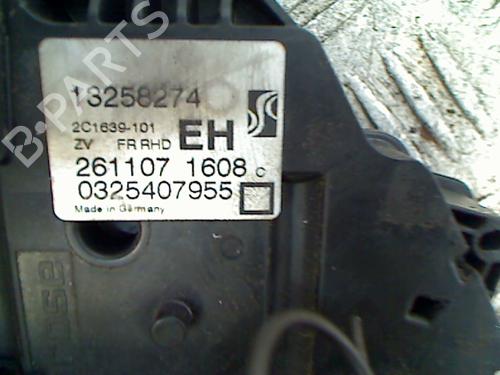 13258274
2C1639-101
ZV FR RHD EH
261107 1608 C
0325407955
Made in Germany
B-PARTS